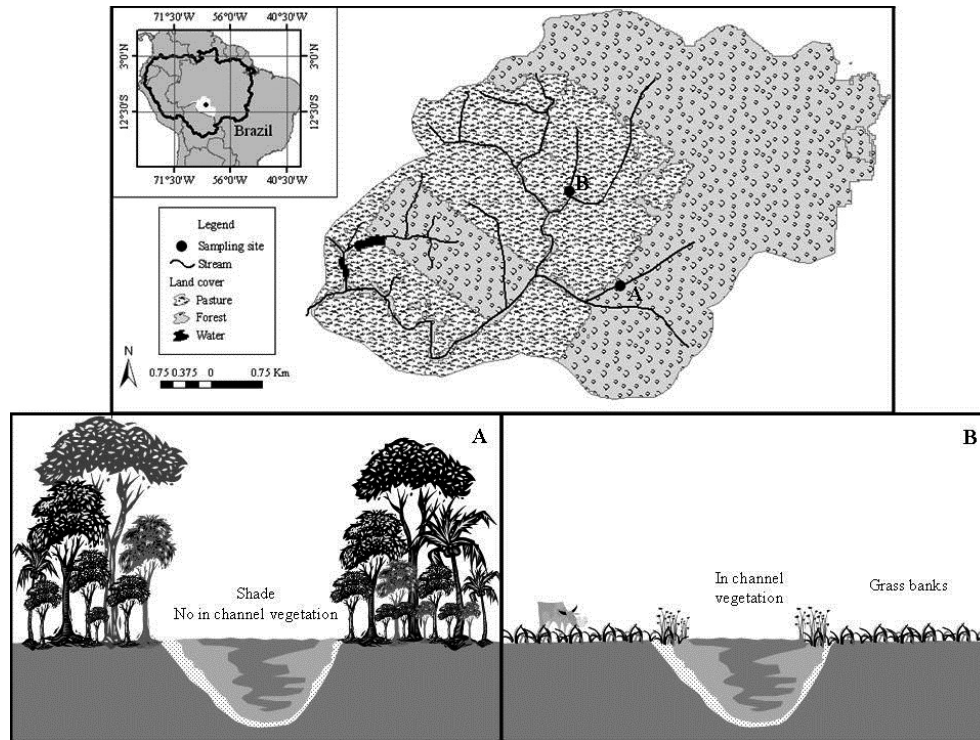 71°30'W 56°0'W 40°30'W
3°0'N
3°0'N
12°30'S
12°30'S
Brazil
71°30'W 56°0'W 40°30'W
Legend
Sampling site
Stream
Land cover
Pasture
Forest
Water
N
0.75 0.375 0 0.75 Km
B
A
A
Shade
No in channel vegetation
B
In channel
vegetation
Grass banks